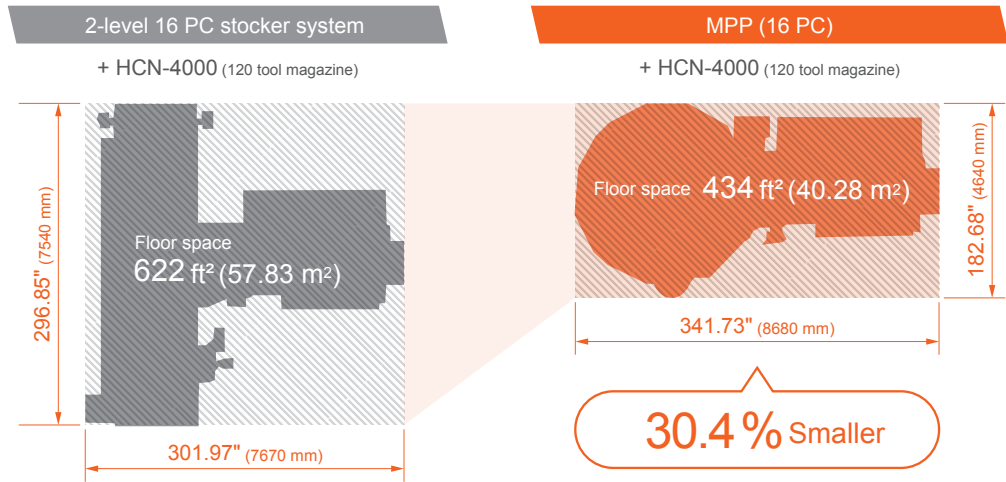 2-level 16 PC stocker system
+ HCN-4000 (120 tool magazine)
296.85" (7540 mm)
Floor space
622 ft² (57.83 m²)
301.97" (7670 mm)
MPP (16 PC)
+ HCN-4000 (120 tool magazine)
Floor space 434 ft² (40.28 m²)
182.68" (4640 mm)
341.73" (8680 mm)
30.4 % Smaller